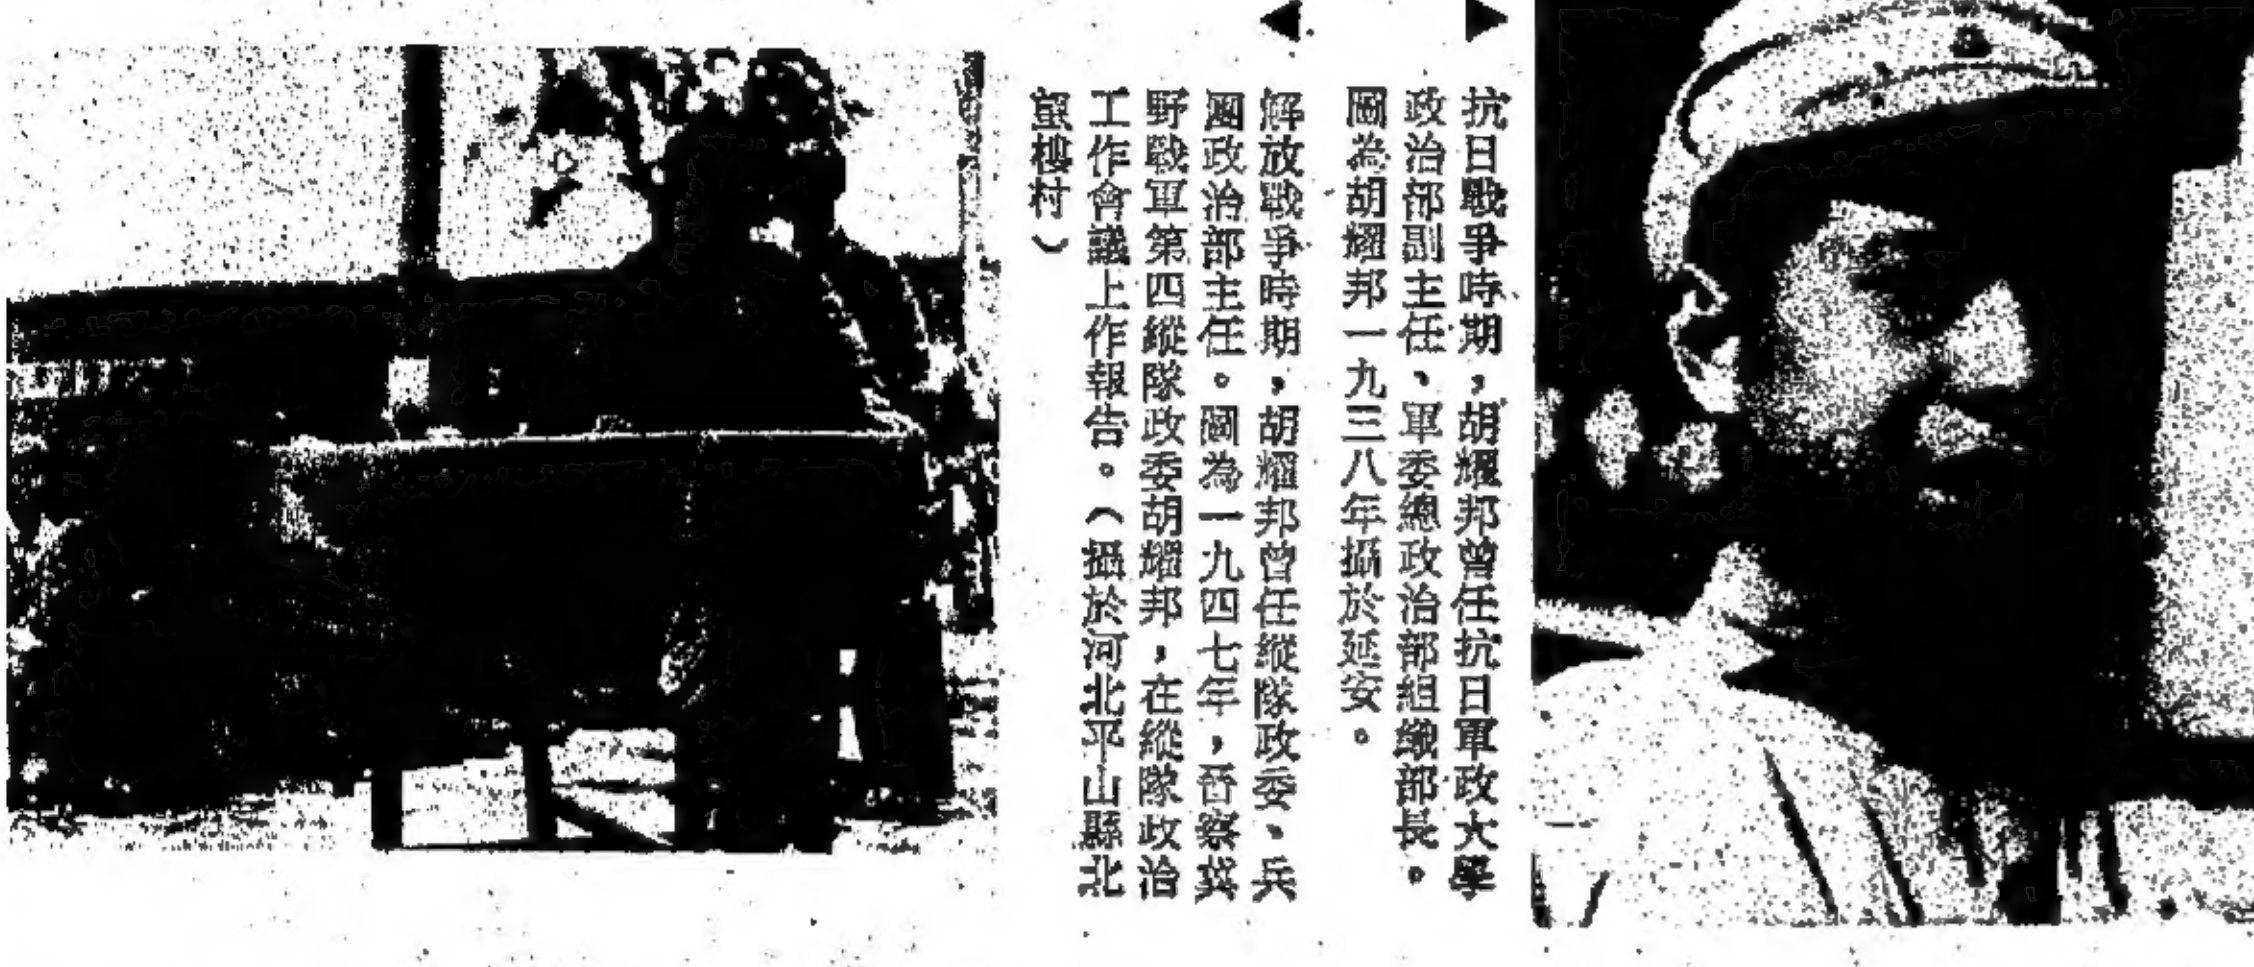 抗日戰爭時期，胡耀邦曾任抗日軍政大學
政治部副主任、軍委總政治部組織部長。
圖為胡耀邦一九三八年攝於延安。
解放戰爭時期，胡耀邦曾任縱隊政委、兵
團政治部主任。圖為一九四七年，晉察冀
野戰軍第四縱隊政委胡耀邦，在縱隊政治
工作會議上作報告。（攝於河北平山縣北
望樓村）